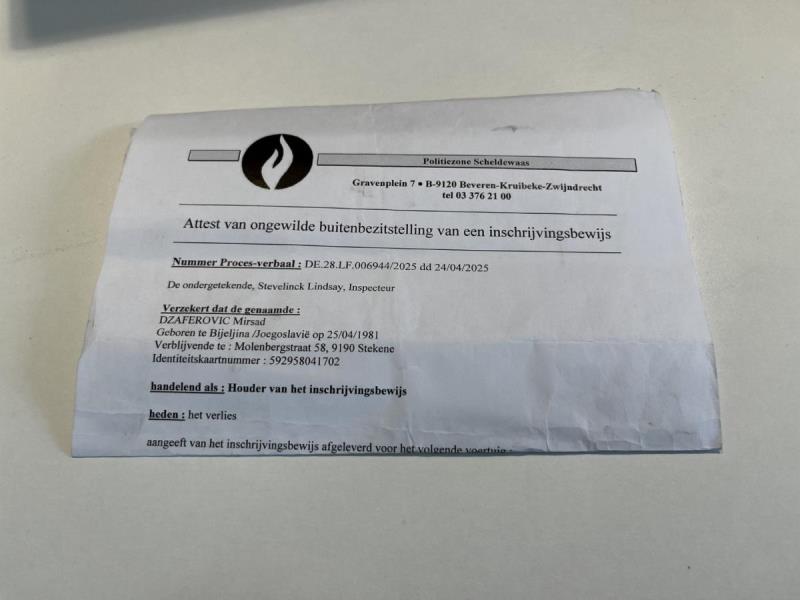 Politiezone Scheldewaas
Gravenplein 7 • B-9120 Beveren-Kruibeke-Zwijndrecht
tel 03 376 21 00
Attest van ongewilde buitenbezitstelling van een inschrijvingsbewijs
Nummer Proces-verbaal : DE.28.LF.006944/2025 dd 24/04/2025
De ondergetekende, Stevelinck Lindsay, Inspecteur
Verzekert dat de genaamde :
DZAFEROVIC Mirsad
Geboren te Bijeljina /Joegoslavië op 25/04/1981
Verblijvende te : Molenbergstraat 58, 9190 Stekene
Identiteitskaartnummer : 592958041702
handelend als : Houder van het inschrijvingsbewijs
heden : het verlies
aangeeft van het inschrijvingsbewijs afgeleverd voor het volgende voertuig :